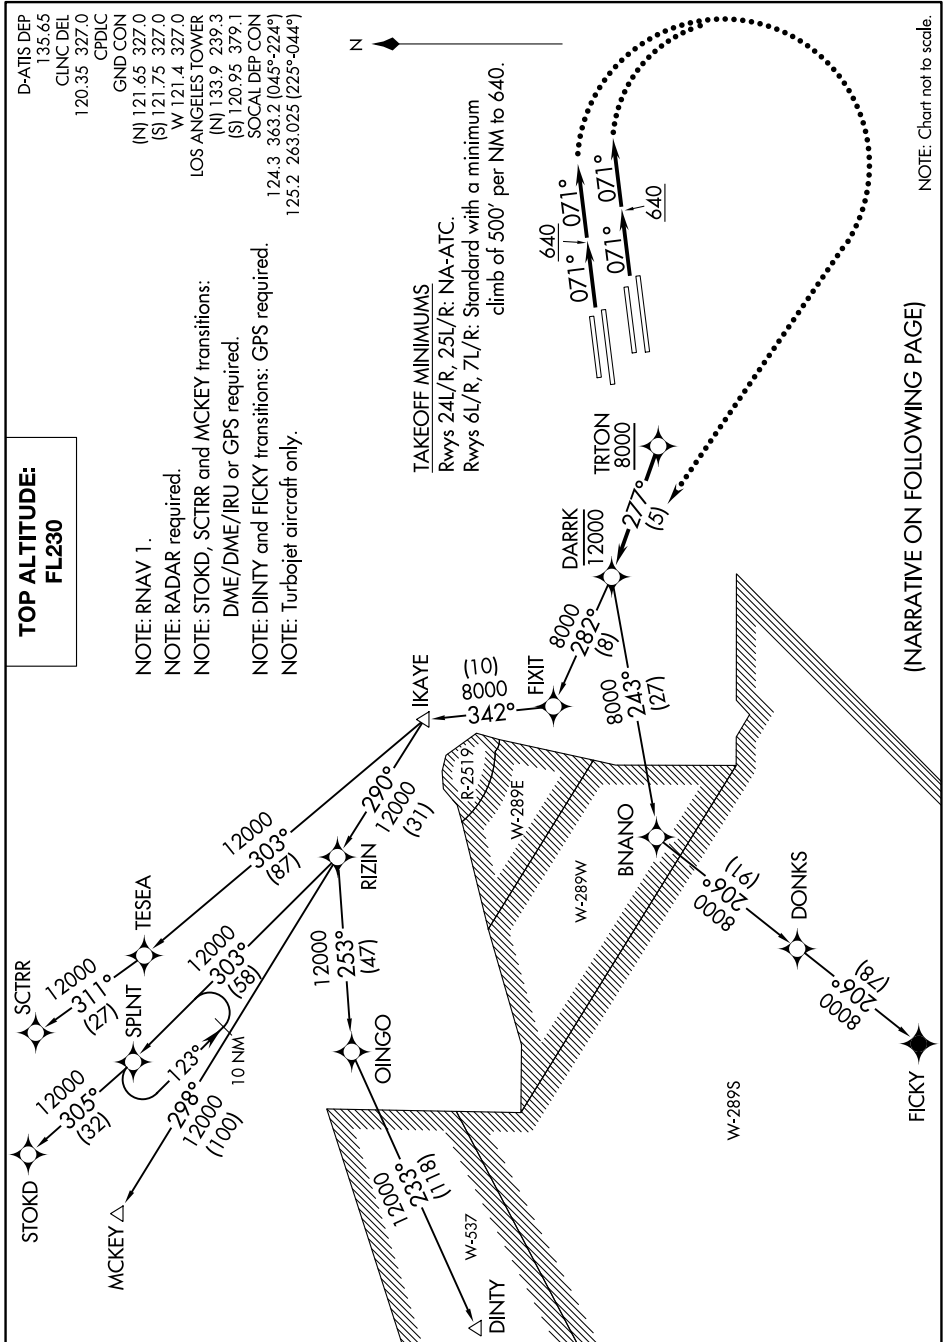 D-ATIS DEP
135.65
CLNC DEL
120.35 327.0
CPDLC
GND CON
(N) 121.65 327.0
(S) 121.75 327.0
W 121.4 327.0
LOS ANGELES TOWER
(N) 133.9 239.3
(S) 120.95 379.1
SOCAL DEP CON
124.3 363.2 (045°-224°)
125.2 263.025 (225°-044°)
TOP ALTITUDE:
FL230
NOTE: RNAV 1.
NOTE: RADAR required.
NOTE: STOKD, SCTRR and MCKEY transitions:
DME/DME/IRU or GPS required.
NOTE: DINTY and FICKY transitions: GPS required.
NOTE: Turbojet aircraft only.
N
TAKEOFF MINIMUMS
Rwys 24L/R, 25L/R: NA-ATC.
Rwys 6L/R, 7L/R: Standard with a minimum
climb of 500' per NM to 640.
640
071°
071°
071°
071°
640
TRTON
8000
277°
(5)
DARK
12000
8000
282°
(8)
FIXIT
(10)
8000
342°
IKAYE
8000
243°
(27)
BNANO
8000
206°
(91)
DONKS
8000
206°
(78)
FICKY
290°
12000
(31)
RIZIN
12000
303°
(87)
TESEA
12000
311°
(27)
SCTRR
12000
303°
(58)
SPLNT
123°
10 NM
12000
305°
(32)
STOKD
298°
12000
(100)
MCKEY
12000
253°
(47)
OINGO
12000
233°
(118)
DINTY
R-2519
W-289E
W-289W
W-289S
W-537
(NARRATIVE ON FOLLOWING PAGE)
NOTE: Chart not to scale.